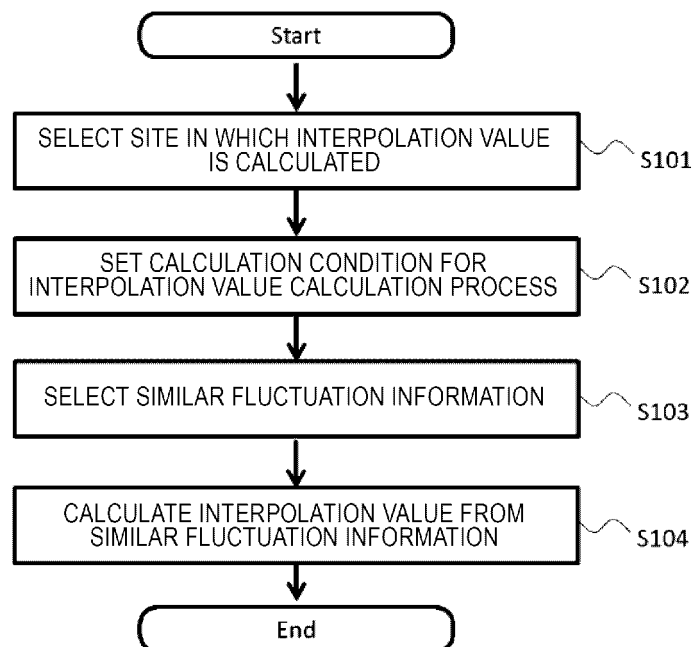 Start
SELECT SITE IN WHICH INTERPOLATION VALUE
IS CALCULATED
S101
SET CALCULATION CONDITION FOR
INTERPOLATION VALUE CALCULATION PROCESS
S102
SELECT SIMILAR FLUCTUATION INFORMATION
S103
CALCULATE INTERPOLATION VALUE FROM
SIMILAR FLUCTUATION INFORMATION
S104
End